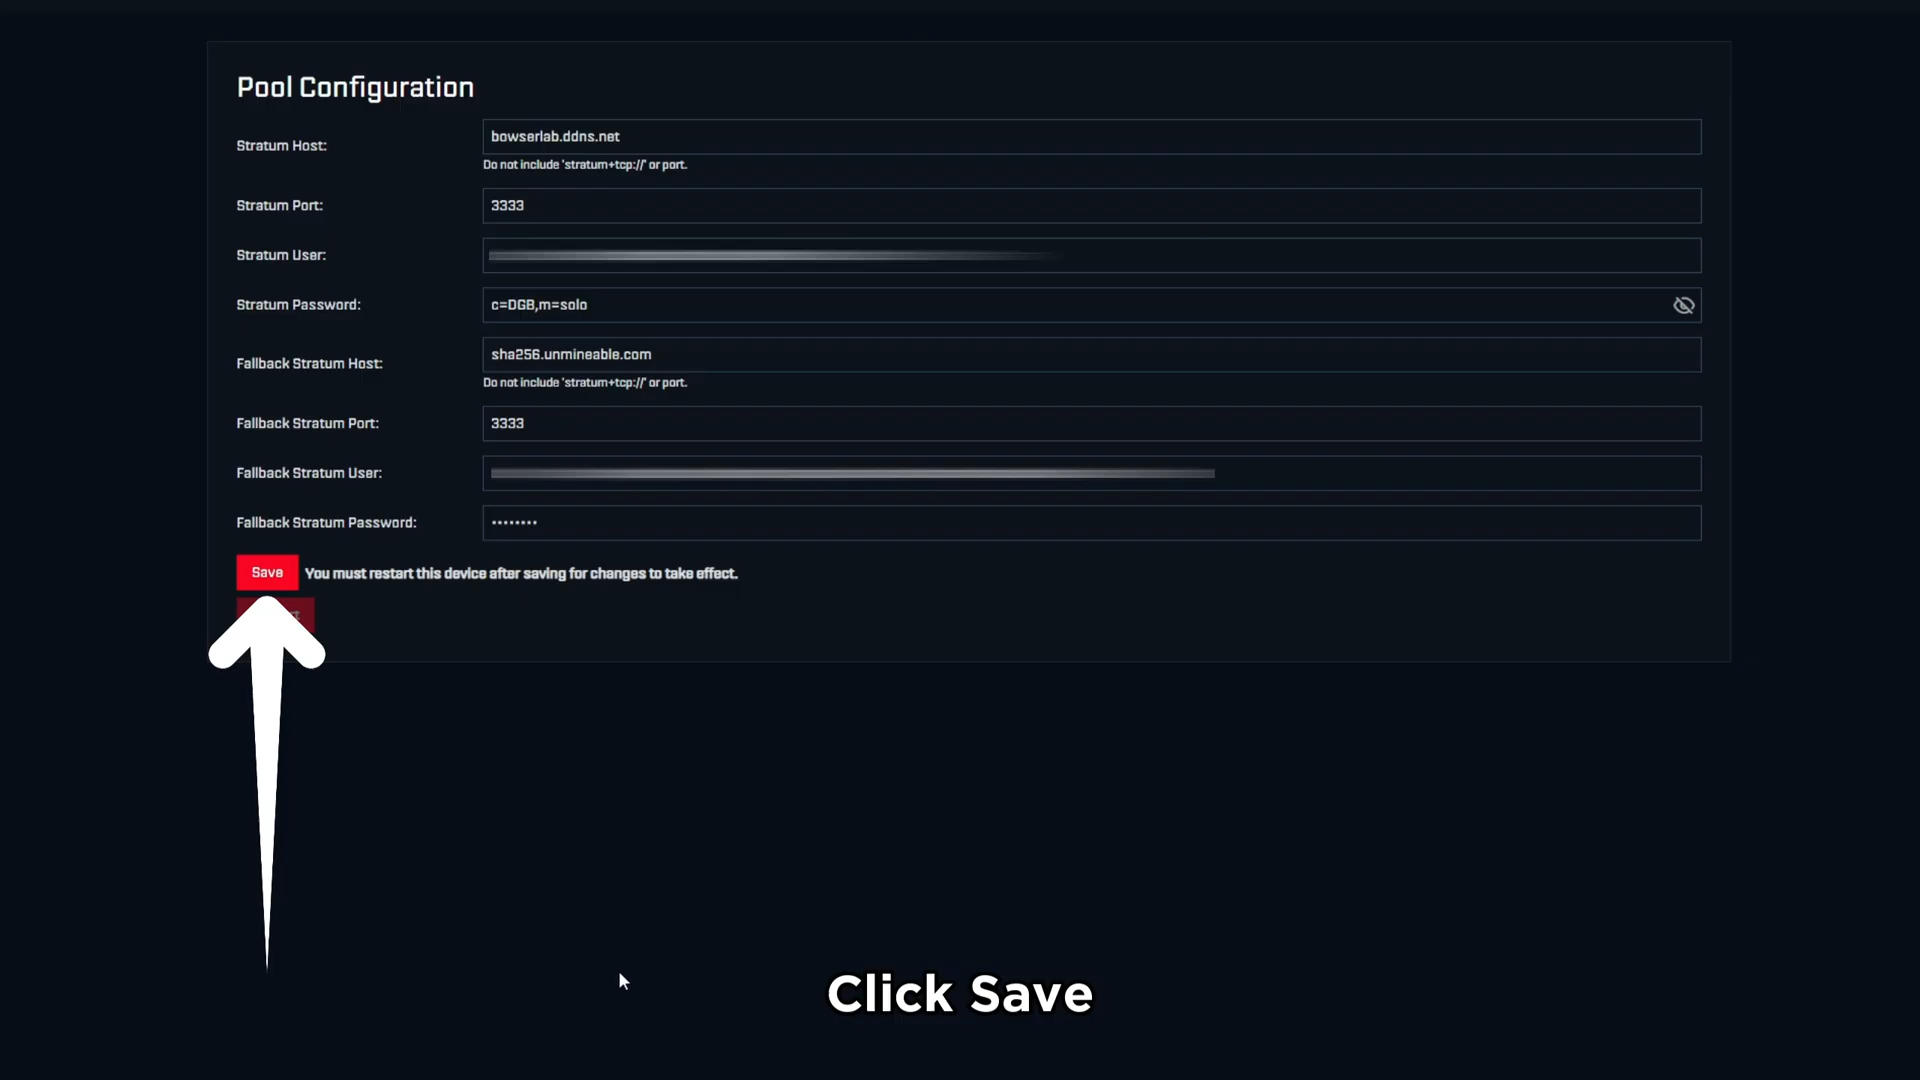 Pool Configuration
Stratum Host:
bowserlab.ddns.net
Do not include 'stratum+tcp://' or port.
Stratum Port:
3333
Stratum User:
Stratum Password:
c=DGB,m=solo
Fallback Stratum Host:
sha256.unmineable.com
Do not include 'stratum+tcp://' or port.
Fallback Stratum Port:
3333
Fallback Stratum User:
Fallback Stratum Password:
••••••••
Save
You must restart this device after saving for changes to take effect.
Click Save